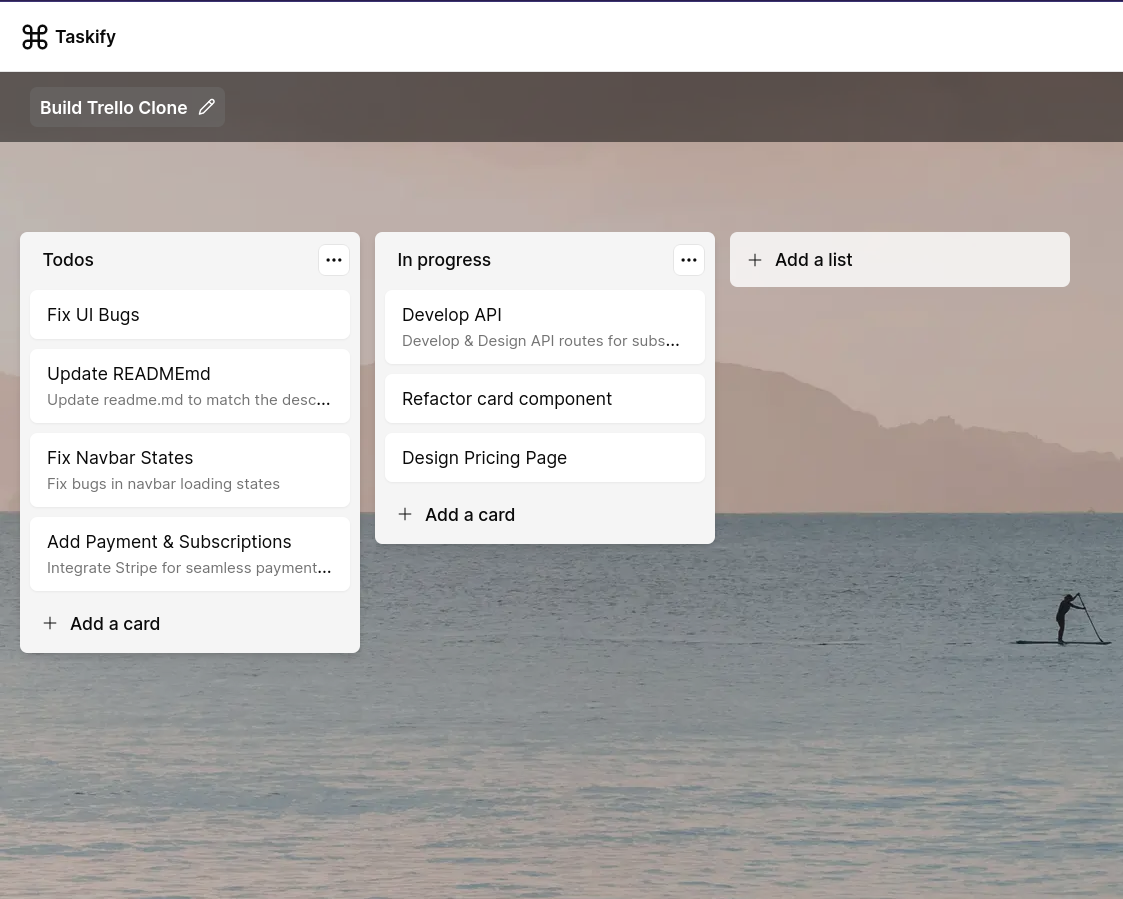 Taskify
Build Trello Clone
Todos
Fix UI Bugs
Update READMEmd
Update readme.md to match the desc...
Fix Navbar States
Fix bugs in navbar loading states
Add Payment & Subscriptions
Integrate Stripe for seamless payment...
Add a card
In progress
Develop API
Develop & Design API routes for subs...
Refactor card component
Design Pricing Page
Add a card
Add a list